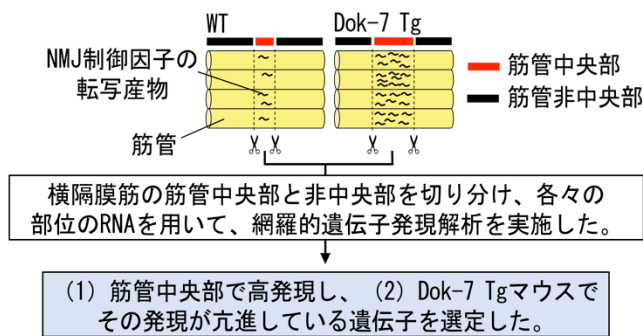 WT
Dok-7 Tg
NMJ制御因子の
転写産物
筋管
筋管中央部
筋管非中央部
横隔膜筋の筋管中央部と非中央部を切り分け、各々の
部位のRNAを用いて、網羅的遺伝子発現解析を実施した。
(1) 筋管中央部で高発現し、(2) Dok-7 Tgマウスで
その発現が亢進している遺伝子を選定した。